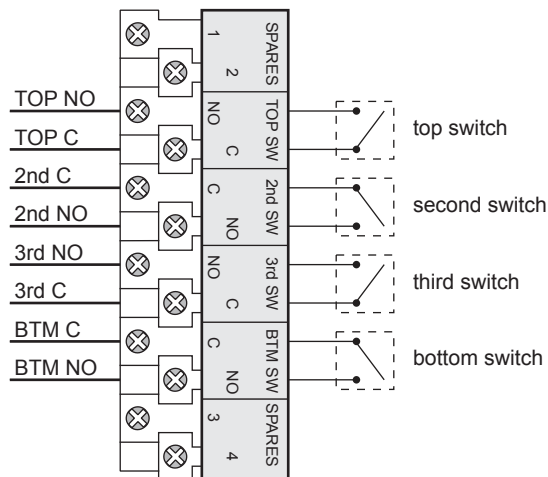 1
2
SPARES
TOP NO
TOP C
NO
C
TOP SW
top switch
2nd C
2nd NO
C
NO
2nd SW
second switch
3rd NO
3rd C
NO
C
3rd SW
third switch
BTM C
BTM NO
C
NO
BTM SW
bottom switch
3
4
SPARES